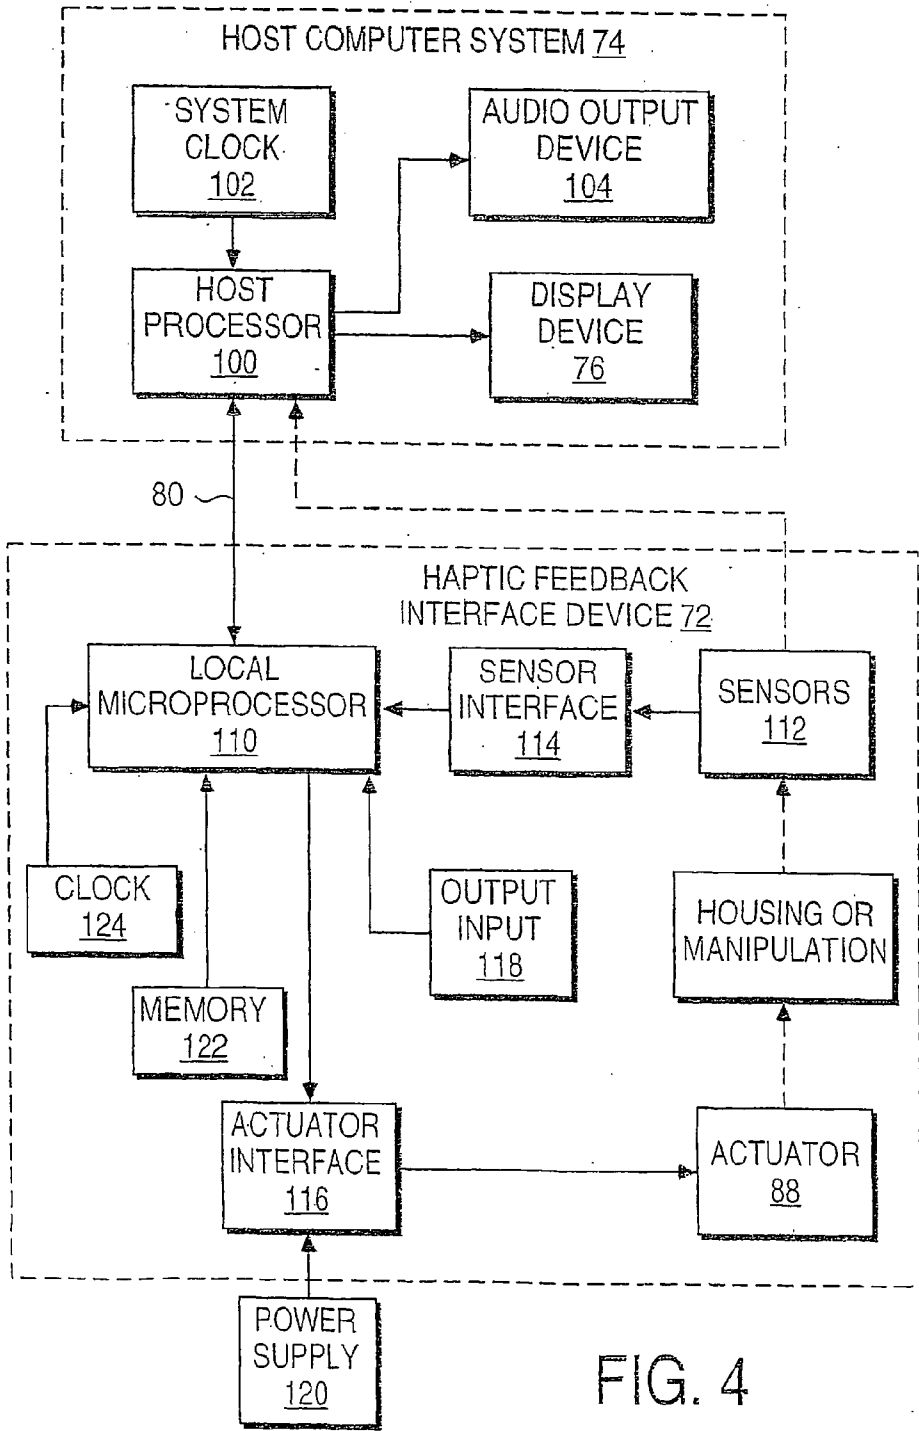 HOST COMPUTER SYSTEM 74
SYSTEM
CLOCK
102
AUDIO OUTPUT
DEVICE
104
HOST
PROCESSOR
100
DISPLAY
DEVICE
76
80
HAPTIC FEEDBACK
INTERFACE DEVICE 72
LOCAL
MICROPROCESSOR
110
SENSOR
INTERFACE
114
SENSORS
112
CLOCK
124
OUTPUT
INPUT
118
HOUSING OR
MANIPULATION
MEMORY
122
ACTUATOR
INTERFACE
116
ACTUATOR
88
POWER
SUPPLY
120
FIG. 4